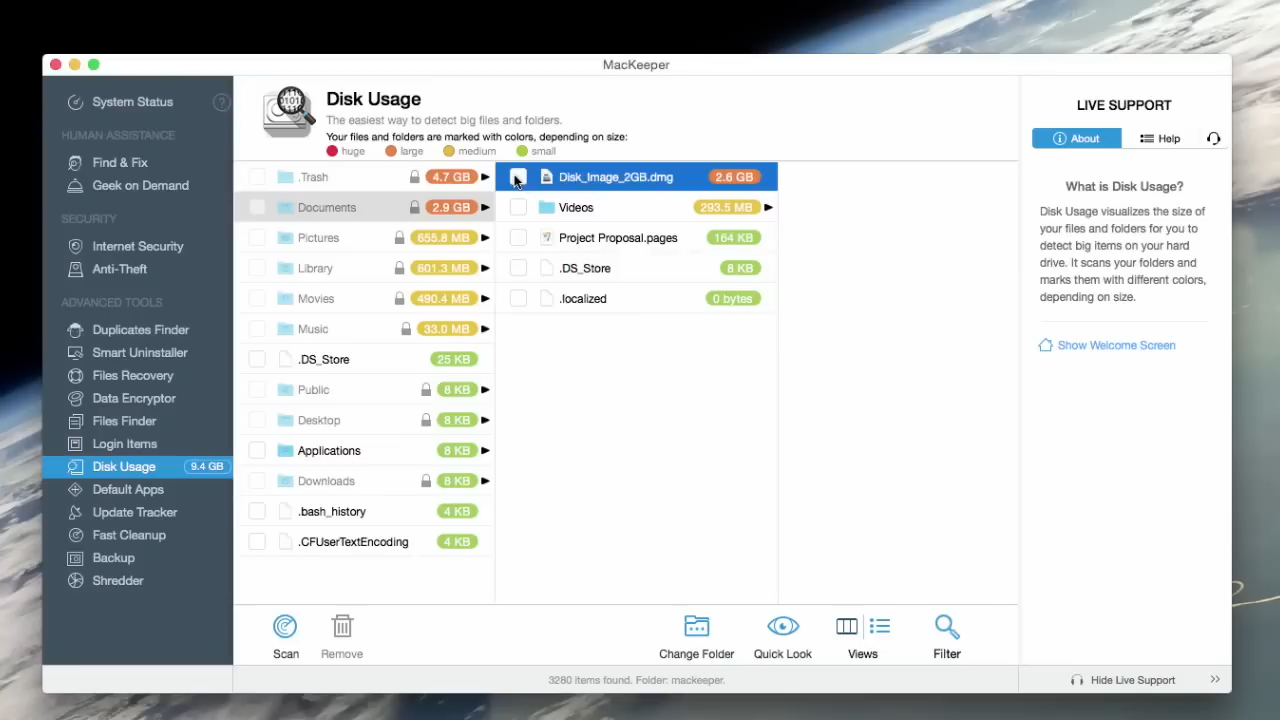 MacKeeper
System Status
?
HUMAN ASSISTANCE
Find & Fix
Geek on Demand
SECURITY
Internet Security
Anti-Theft
ADVANCED TOOLS
Duplicates Finder
Smart Uninstaller
Files Recovery
Data Encryptor
Files Finder
Login Items
Disk Usage 9.4 GB
Default Apps
Update Tracker
Fast Cleanup
Backup
Shredder
Disk Usage
The easiest way to detect big files and folders.
Your files and folders are marked with colors, depending on size:
huge large medium small
.Trash 4.7 GB
Documents 2.9 GB
Pictures 655.8 MB
Library 601.3 MB
Movies 490.4 MB
Music 33.0 MB
.DS_Store 25 KB
Public 8 KB
Desktop 8 KB
Applications 8 KB
Downloads 8 KB
.bash_history 4 KB
.CFUserTextEncoding 4 KB
Disk_Image_2GB.dmg 2.6 GB
Videos 293.5 MB
Project Proposal.pages 164 KB
.DS_Store 8 KB
.localized 0 bytes
Scan
Remove
Change Folder
Quick Look
Views
Filter
3280 items found. Folder: mackeeper.
LIVE SUPPORT
About Help
What is Disk Usage?
Disk Usage visualizes the size of
your files and folders for you to
detect big items on your hard
drive. It scans your folders and
marks them with different colors,
depending on size.
Show Welcome Screen
Hide Live Support